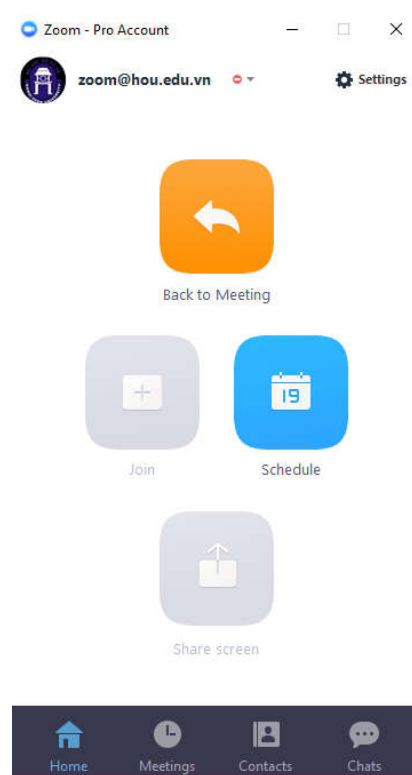 Zoom - Pro Account
zoom@hou.edu.vn
Settings
Back to Meeting
19
Join
Schedule
Share screen
Home
Meetings
Contacts
Chats